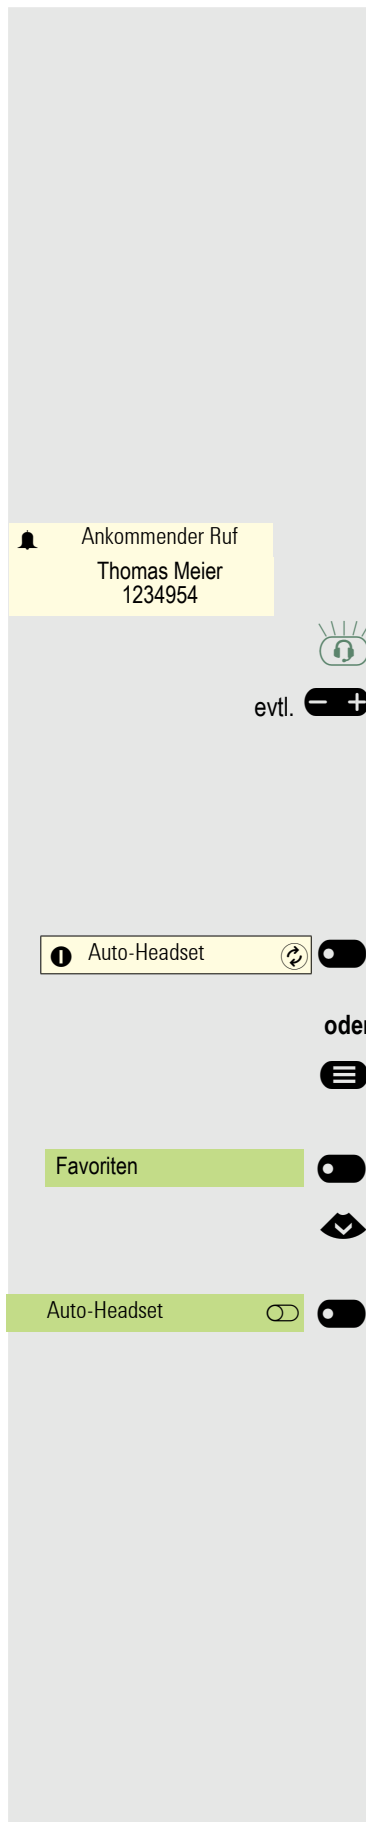 Ankommender Ruf
Thomas Meier
1234954
evtl.
Auto-Headset
oder
Favoriten
Auto-Headset